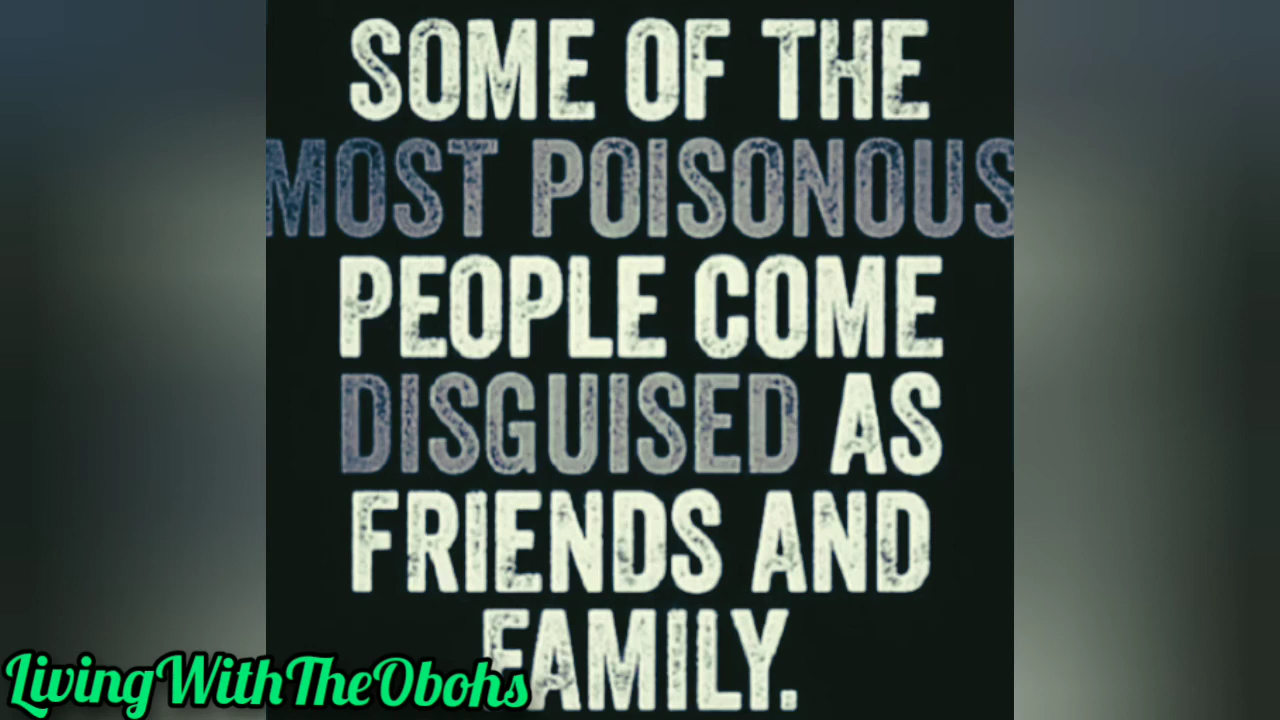 SOME OF THE
MOST POISONOUS
PEOPLE COME
DISGUISED AS
FRIENDS AND
FAMILY.
LivingWithTheObohs